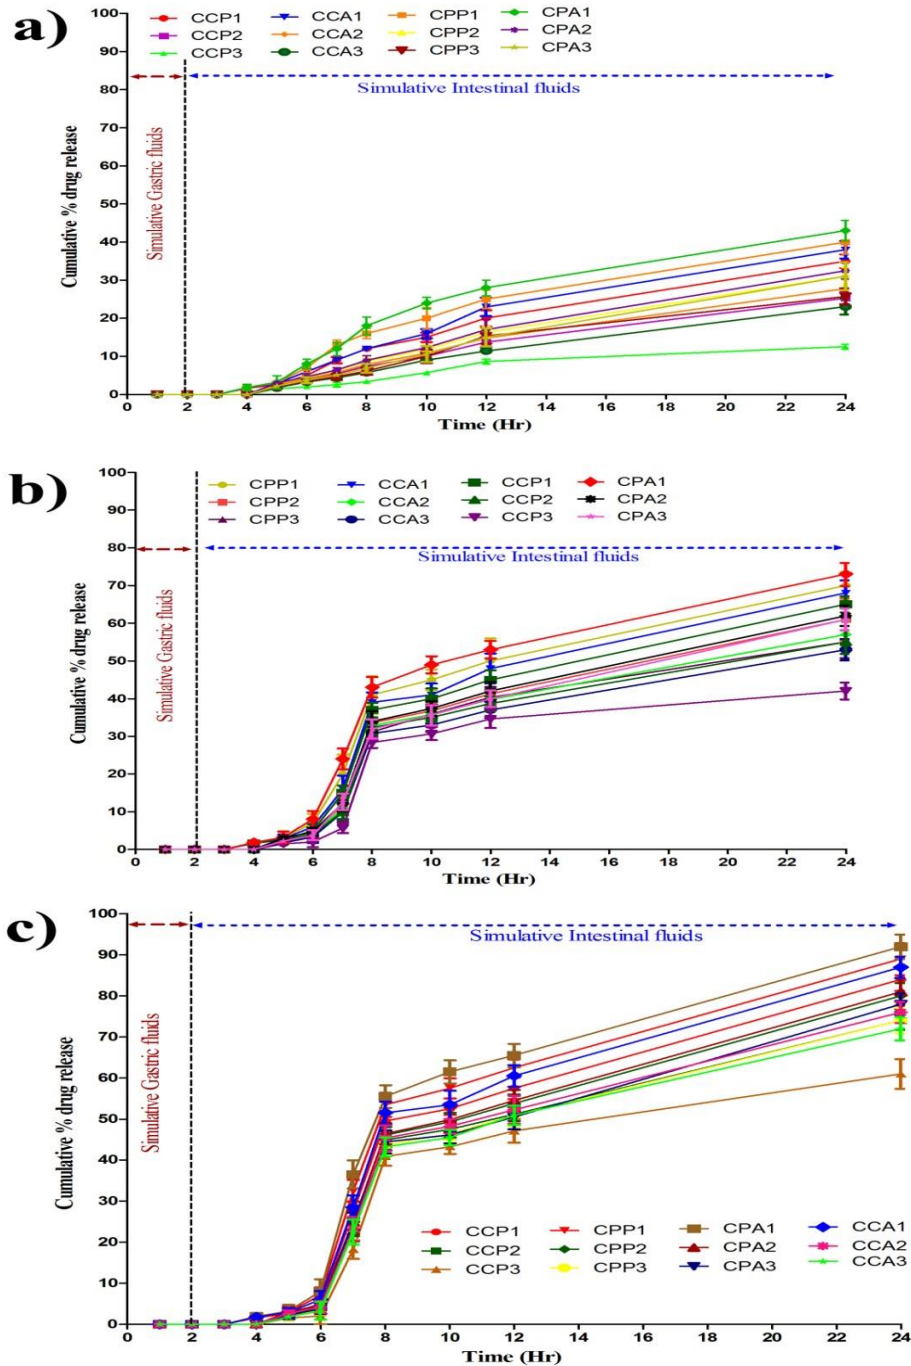 a)
CCP1 CCA1 CPP1 CPA1
CCP2 CCA2 CPP2 CPA2
CCP3 CCA3 CPP3 CPA3
Simulative Intestinal fluids
Simulative Gastric fluids
Cumulative % drug release
100
90
80
70
60
50
40
30
20
10
0
0 2 4 6 8 10 12 14 16 18 20 22 24
Time (Hr)
b)
CPP1 CCA1 CCP1 CPA1
CPP2 CCA2 CCP2 CPA2
CPP3 CCA3 CCP3 CPA3
Simulative Intestinal fluids
Simulative Gastric fluids
Cumulative % drug release
100
90
80
70
60
50
40
30
20
10
0
0 2 4 6 8 10 12 14 16 18 20 22 24
Time (Hr)
c)
Simulative Intestinal fluids
Simulative Gastric fluids
Cumulative % drug release
100
90
80
70
60
50
40
30
20
10
0
CCP1 CPP1 CPA1 CCA1
CCP2 CPP2 CPA2 CCA2
CCP3 CPP3 CPA3 CCA3
0 2 4 6 8 10 12 14 16 18 20 22 24
Time (Hr)